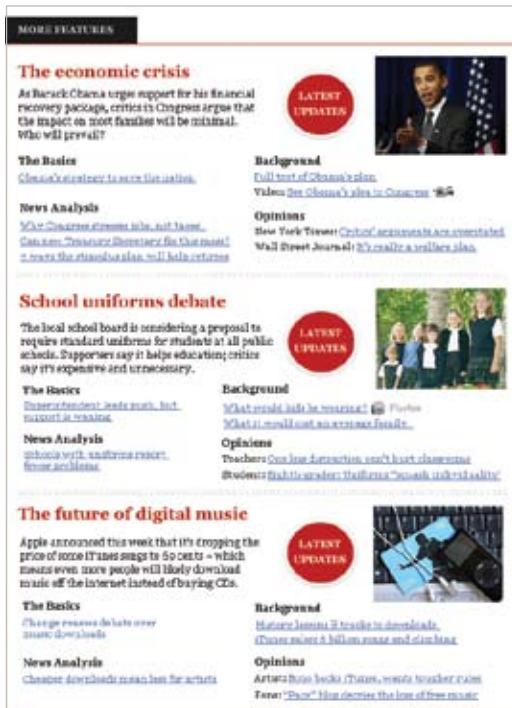 MORE FEATURES
The economic crisis
As Barack Obama urges support for his financial
recovery package, critics in Congress argue that
the impact on most families will be minimal.
Who will prevail?
LATEST
UPDATES
The Basics
Obama's strategy to save the nation
News Analysis
Why Congress stresses jobs, not taxes
Can new Treasury Secretary fix this mess?
ways the stimulus plan will help retirees
Background
Full text of Obama's plan
Video: See Obama's plea to Congress
Opinions
New York Times: Critics' arguments are overstated
Wall Street Journal: It's really a welfare plan
School uniforms debate
The local school board is considering a proposal to
require standard uniforms for students at all public
schools. Supporters say it helps education; critics
say it's expensive and unnecessary.
LATEST
UPDATES
The Basics
Superintendent leads push, but
support is waning
News Analysis
Schools with uniforms report
fewer problems
Background
What would kids be wearing? Photos
What it would cost an average family
Opinions
Teachers: One less distraction can't hurt classrooms
Students: Eighth-grader: Uniforms "squash individuality"
The future of digital music
Apple announced this week that it's dropping the
price of some iTunes songs to 69 cents – which
means even more people will likely download
music off the internet instead of buying CDs.
LATEST
UPDATES
The Basics
Change renews debate over
music downloads
News Analysis
Cheaper downloads mean less for artists
Background
History lesson: 8 tracks to downloads
iTunes sales: 6 billion songs and climbing
Opinions
Artists: Bono backs iTunes, wants tougher rules
Fans: blog decries the loss of free music